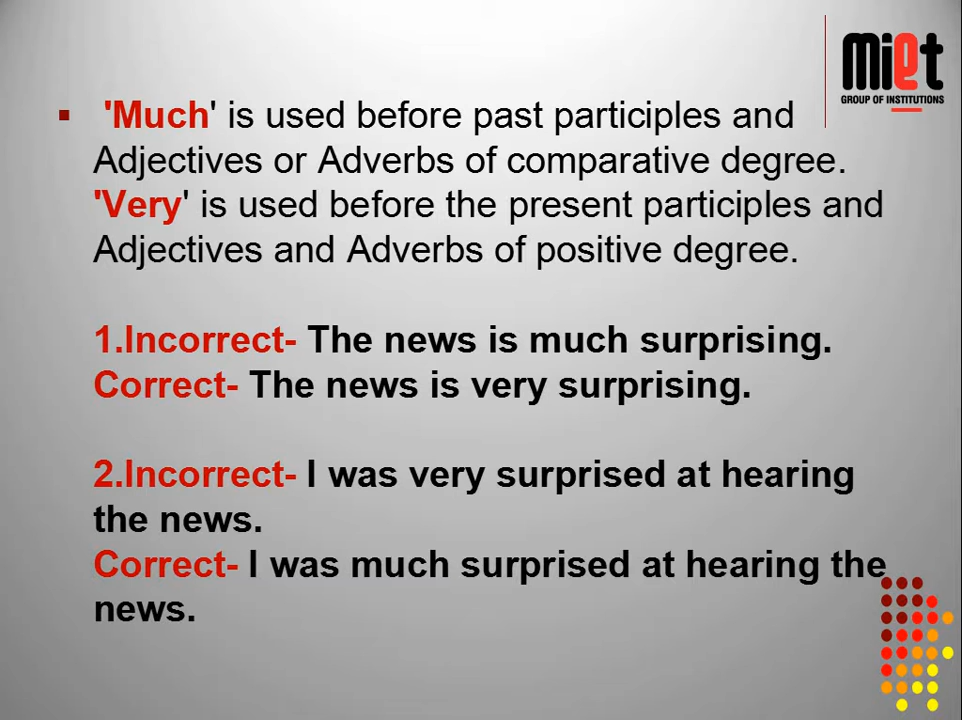 miet
GROUP OF INSTITUTIONS
▪ 'Much' is used before past participles and
Adjectives or Adverbs of comparative degree.
'Very' is used before the present participles and
Adjectives and Adverbs of positive degree.
1.Incorrect- The news is much surprising.
Correct- The news is very surprising.
2.Incorrect- I was very surprised at hearing
the news.
Correct- I was much surprised at hearing the
news.